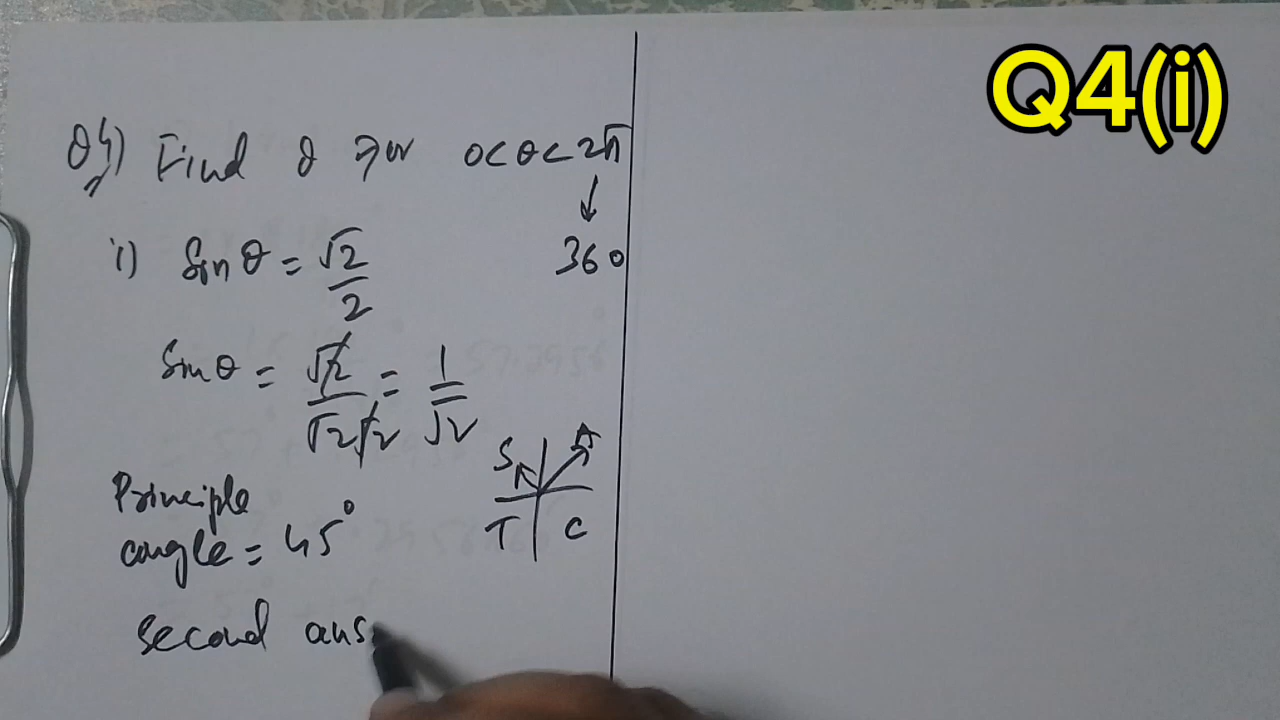 Q4) Find θ for 0<θ<2π
↓
360
i) Sin θ = √2/2
Sin θ = √2/√2√2 = 1/√2
S A
T C
Principle
angle = 45°
second ans
Q4(i)